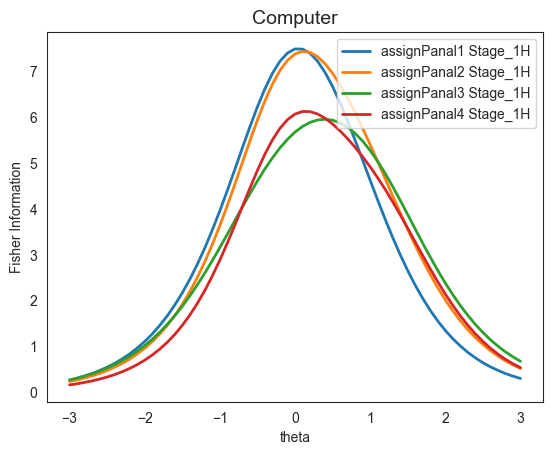 Computer
assignPanal1 Stage_1H
assignPanal2 Stage_1H
assignPanal3 Stage_1H
assignPanal4 Stage_1H
Fisher Information
7
6
5
4
3
2
1
0
−3 −2 −1 0 1 2 3
theta